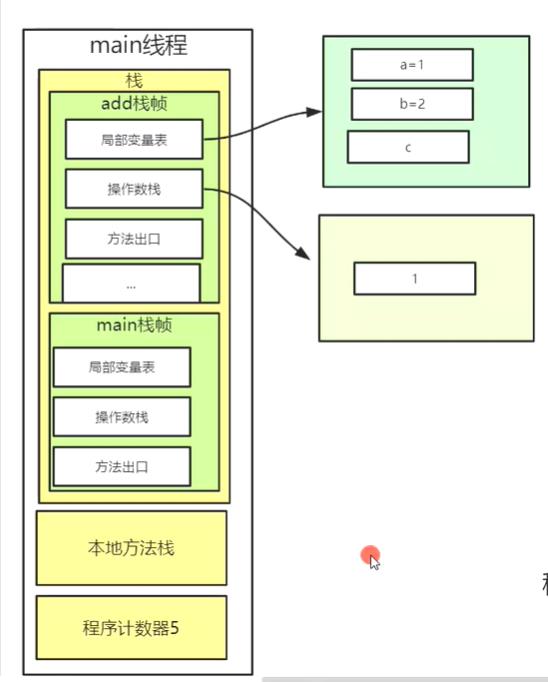 main线程
栈
add栈帧
局部变量表
操作数栈
方法出口
...
main栈帧
局部变量表
操作数栈
方法出口
本地方法栈
程序计数器5
a=1
b=2
c
1